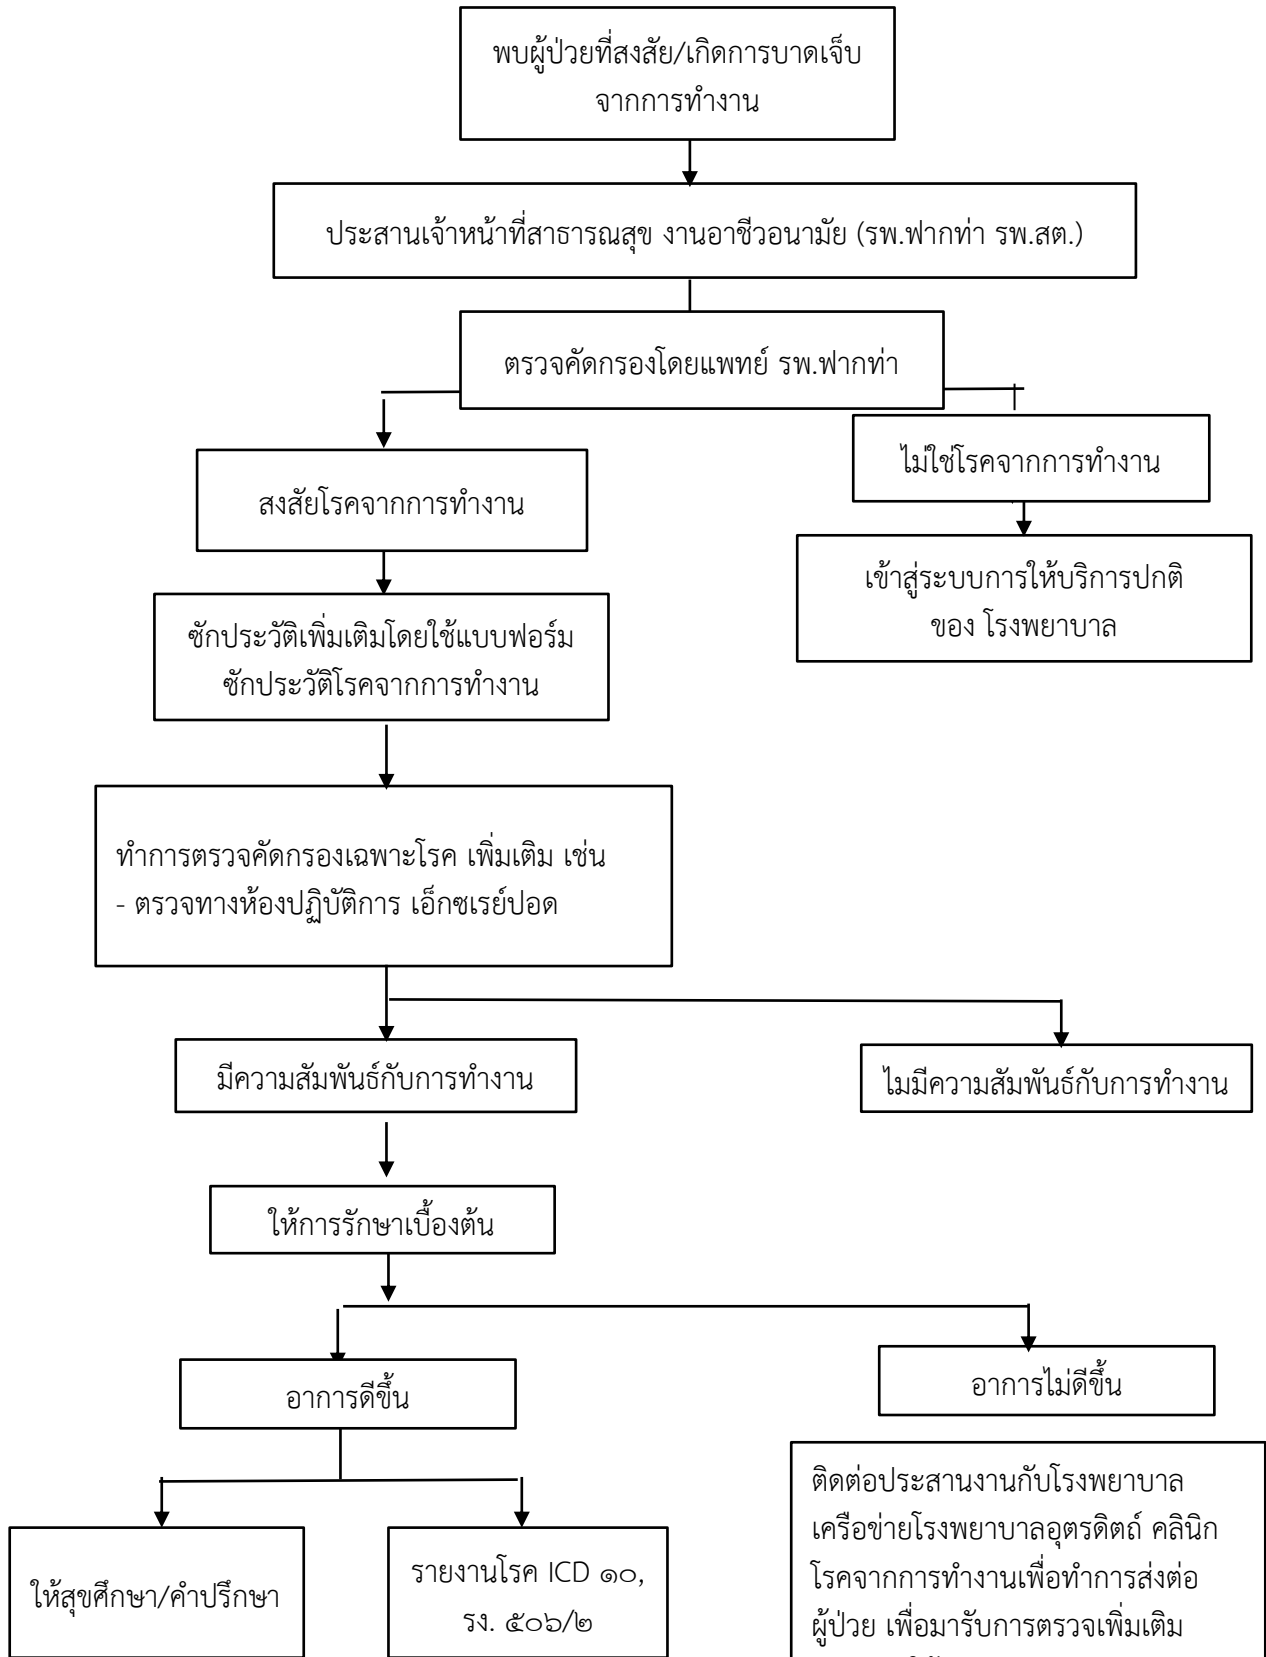 พบผู้ป่วยที่สงสัย/เกิดการบาดเจ็บ
จากการทำงาน
ประสานเจ้าหน้าที่สาธารณสุข งานอาชีวอนามัย (รพ.ฟากท่า รพ.สต.)
ตรวจคัดกรองโดยแพทย์ รพ.ฟากท่า
ไม่ใช่โรคจากการทำงาน
สงสัยโรคจากการทำงาน
เข้าสู่ระบบการให้บริการปกติ
ของ โรงพยาบาล
ซักประวัติเพิ่มเติมโดยใช้แบบฟอร์ม
ซักประวัติโรคจากการทำงาน
ทำการตรวจคัดกรองเฉพาะโรค เพิ่มเติม เช่น
- ตรวจทางห้องปฏิบัติการ เอ็กซเรย์ปอด
มีความสัมพันธ์กับการทำงาน
ไมมีความสัมพันธ์กับการทำงาน
ให้การรักษาเบื้องต้น
อาการดีขึ้น
อาการไม่ดีขึ้น
ติดต่อประสานงานกับโรงพยาบาล
เครือข่ายโรงพยาบาลอุตรดิตถ์ คลินิก
โรคจากการทำงานเพื่อทำการส่งต่อ
ผู้ป่วย เพื่อมารับการตรวจเพิ่มเติม
ให้สุขศึกษา/คำปรึกษา
รายงานโรค ICD ๑๐,
รง. ๕๐๖/๒